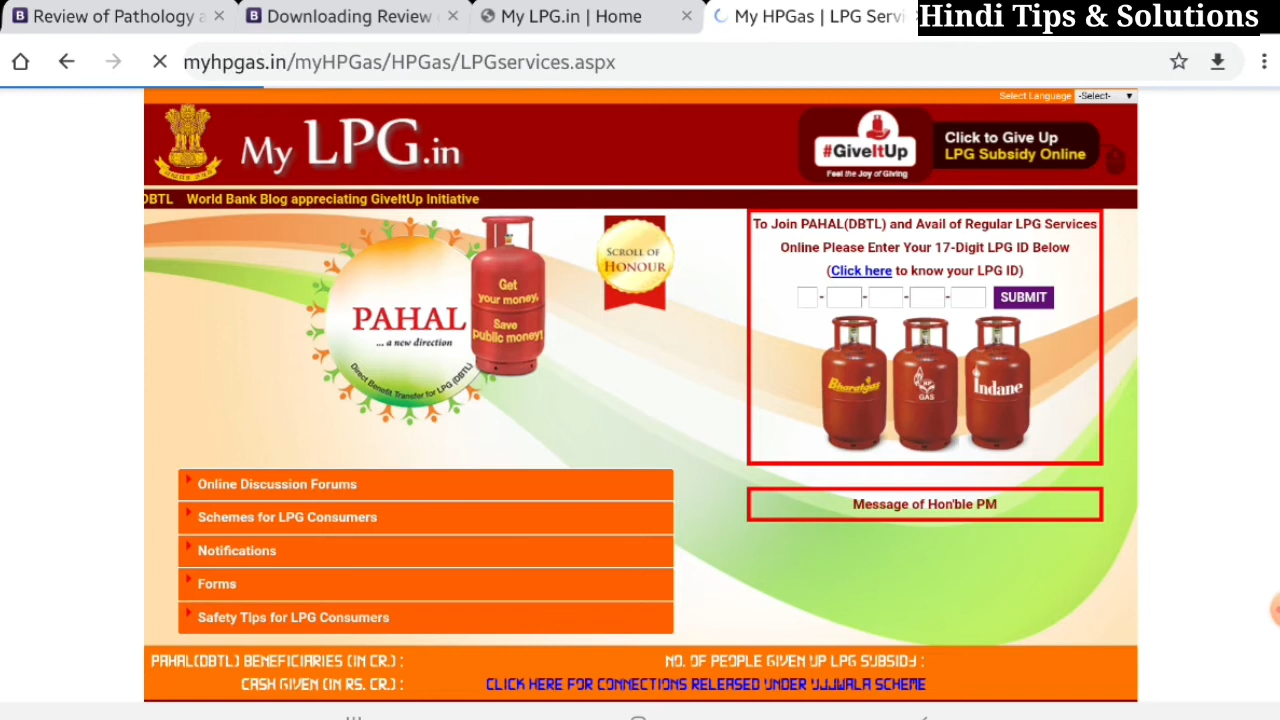 Review of Pathology a
Downloading Review
My LPG.in | Home
My HPGas | LPG Servi
Hindi Tips & Solutions
myhpgas.in/myHPGas/HPGas/LPGservices.aspx
Select Language -Select-
My LPG.in
#GiveItUp
Feel the Joy of Giving
Click to Give Up
LPG Subsidy Online
DBTL World Bank Blog appreciating GiveItUp Initiative
PAHAL
... a new direction
Direct Benefit Transfer for LPG (DBTL)
Get
your money,
Save
public money!
SCROLL OF
HONOUR
To Join PAHAL(DBTL) and Avail of Regular LPG Services
Online Please Enter Your 17-Digit LPG ID Below
(Click here to know your LPG ID)
- - - - SUBMIT
Bharatgas
HP
GAS
Indane
Message of Hon'ble PM
Online Discussion Forums
Schemes for LPG Consumers
Notifications
Forms
Safety Tips for LPG Consumers
PAHAL(DBTL) BENEFICIARIES (IN CR.) :
NO. OF PEOPLE GIVEN UP LPG SUBSIDY :
CASH GIVEN (IN RS. CR.) :
CLICK HERE FOR CONNECTIONS RELEASED UNDER UJJWALA SCHEME